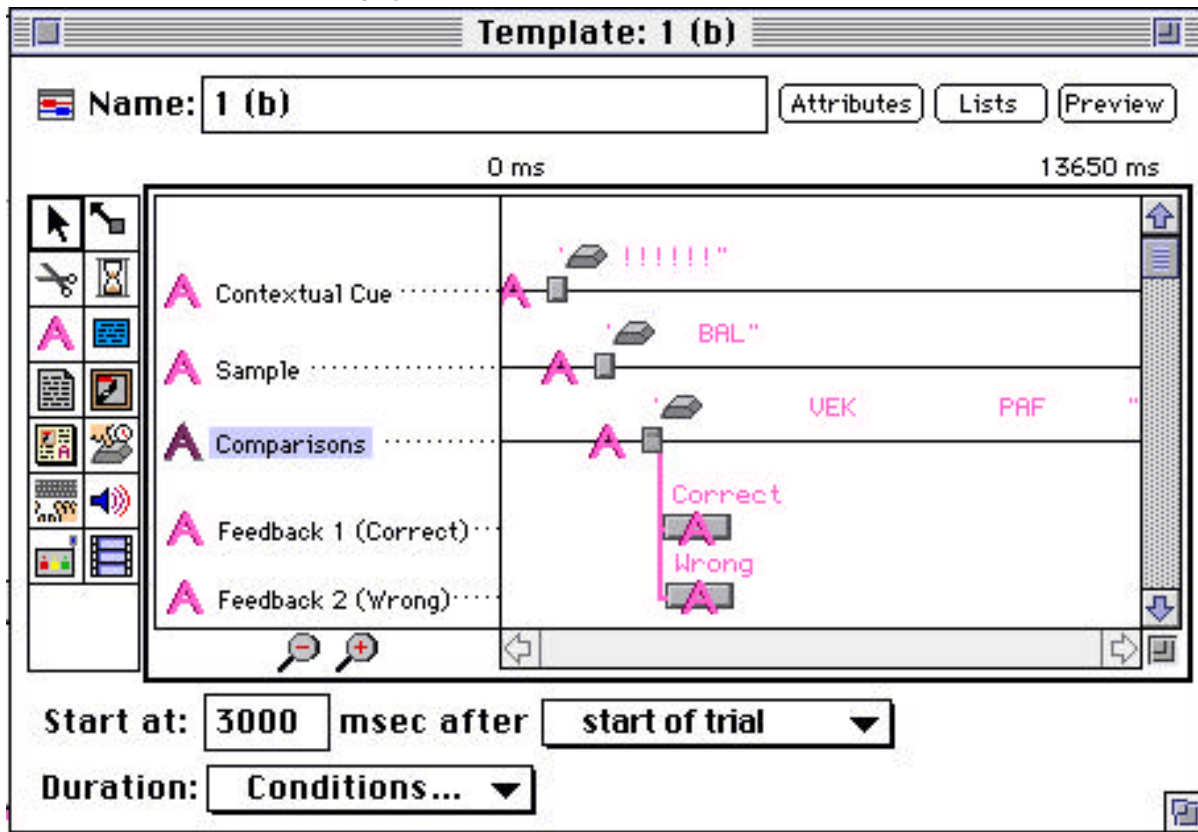 Template: 1 (b)
Name: 1 (b) Attributes Lists Preview
0 ms 13650 ms
' !!!!!!"
A Contextual Cue A
' BAL"
A Sample A
' VEK PAF "
A Comparisons A
Correct
A Feedback 1 (Correct) A
Wrong
A Feedback 2 (Wrong) A
Start at: 3000 msec after start of trial
Duration: Conditions...